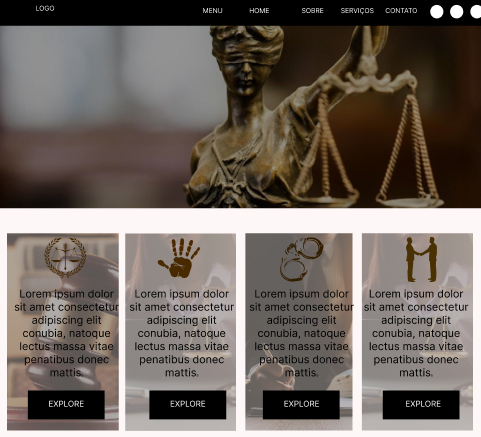 LOGO MENU HOME SOBRE SERVIÇOS CONTATO
Lorem ipsum dolor
sit amet consectetur
adipiscing elit
conubia, natoque
lectus massa vitae
penatibus donec
mattis.
EXPLORE
Lorem ipsum dolor
sit amet consectetur
adipiscing elit
conubia, natoque
lectus massa vitae
penatibus donec
mattis.
EXPLORE
Lorem ipsum dolor
sit amet consectetur
adipiscing elit
conubia, natoque
lectus massa vitae
penatibus donec
mattis.
EXPLORE
Lorem ipsum dolor
sit amet consectetur
adipiscing elit
conubia, natoque
lectus massa vitae
penatibus donec
mattis.
EXPLORE